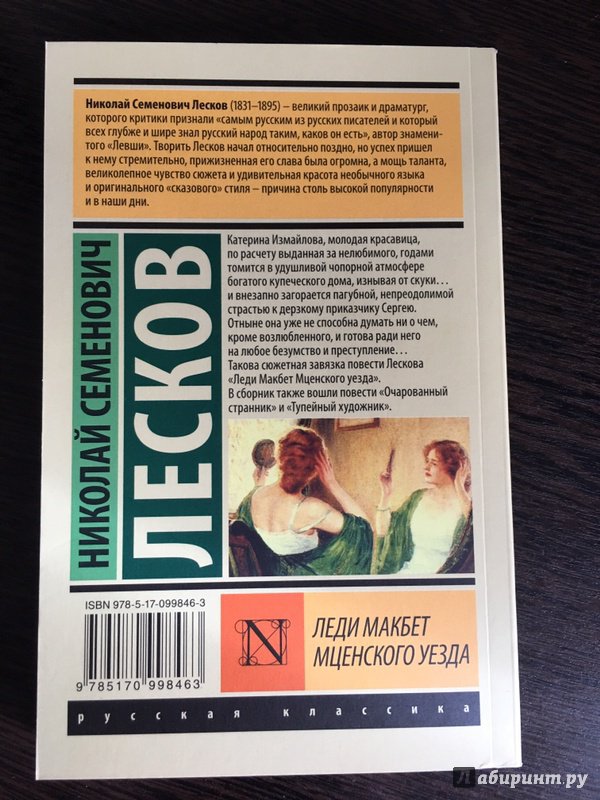 Николай Семенович Лесков (1831–1895) – великий прозаик и драматург,
которого критики признали «самым русским из русских писателей и который
всех глубже и шире знал русский народ таким, каков он есть», автор знаме-
того «Левши». Творить Лесков начал относительно поздно, но успех пришел
к нему стремительно, прижизненная его слава была огромна, а мощь таланта,
великолепное чувство сюжета и удивительная красота необычного языка
и оригинального «сказового» стиля – причина столь высокой популярности
и в наши дни.
НИКОЛАЙ СЕМЕНОВИЧ
ЛЕСКОВ
Катерина Измайлова, молодая красавица,
по расчету выданная за нелюбимого, годами
томится в удушливой чопорной атмосфере
богатого купеческого дома, изнывая от скуки…
и внезапно загорается пагубной, непреодолимой
страстью к дерзкому приказчику Сергею.
Отныне она уже не способна думать ни о чем,
кроме возлюбленного, и готова ради него
на любое безумство и преступление…
Такова сюжетная завязка повести Лескова
«Леди Макбет Мценского уезда».
В сборник также вошли повести «Очарованный
странник» и «Тупейный художник».
ISBN 978-5-17-099846-3
9 785170 998463
N
ЛЕДИ МАКБЕТ
МЦЕНСКОГО УЕЗДА
русская классика
Лабиринт.ру